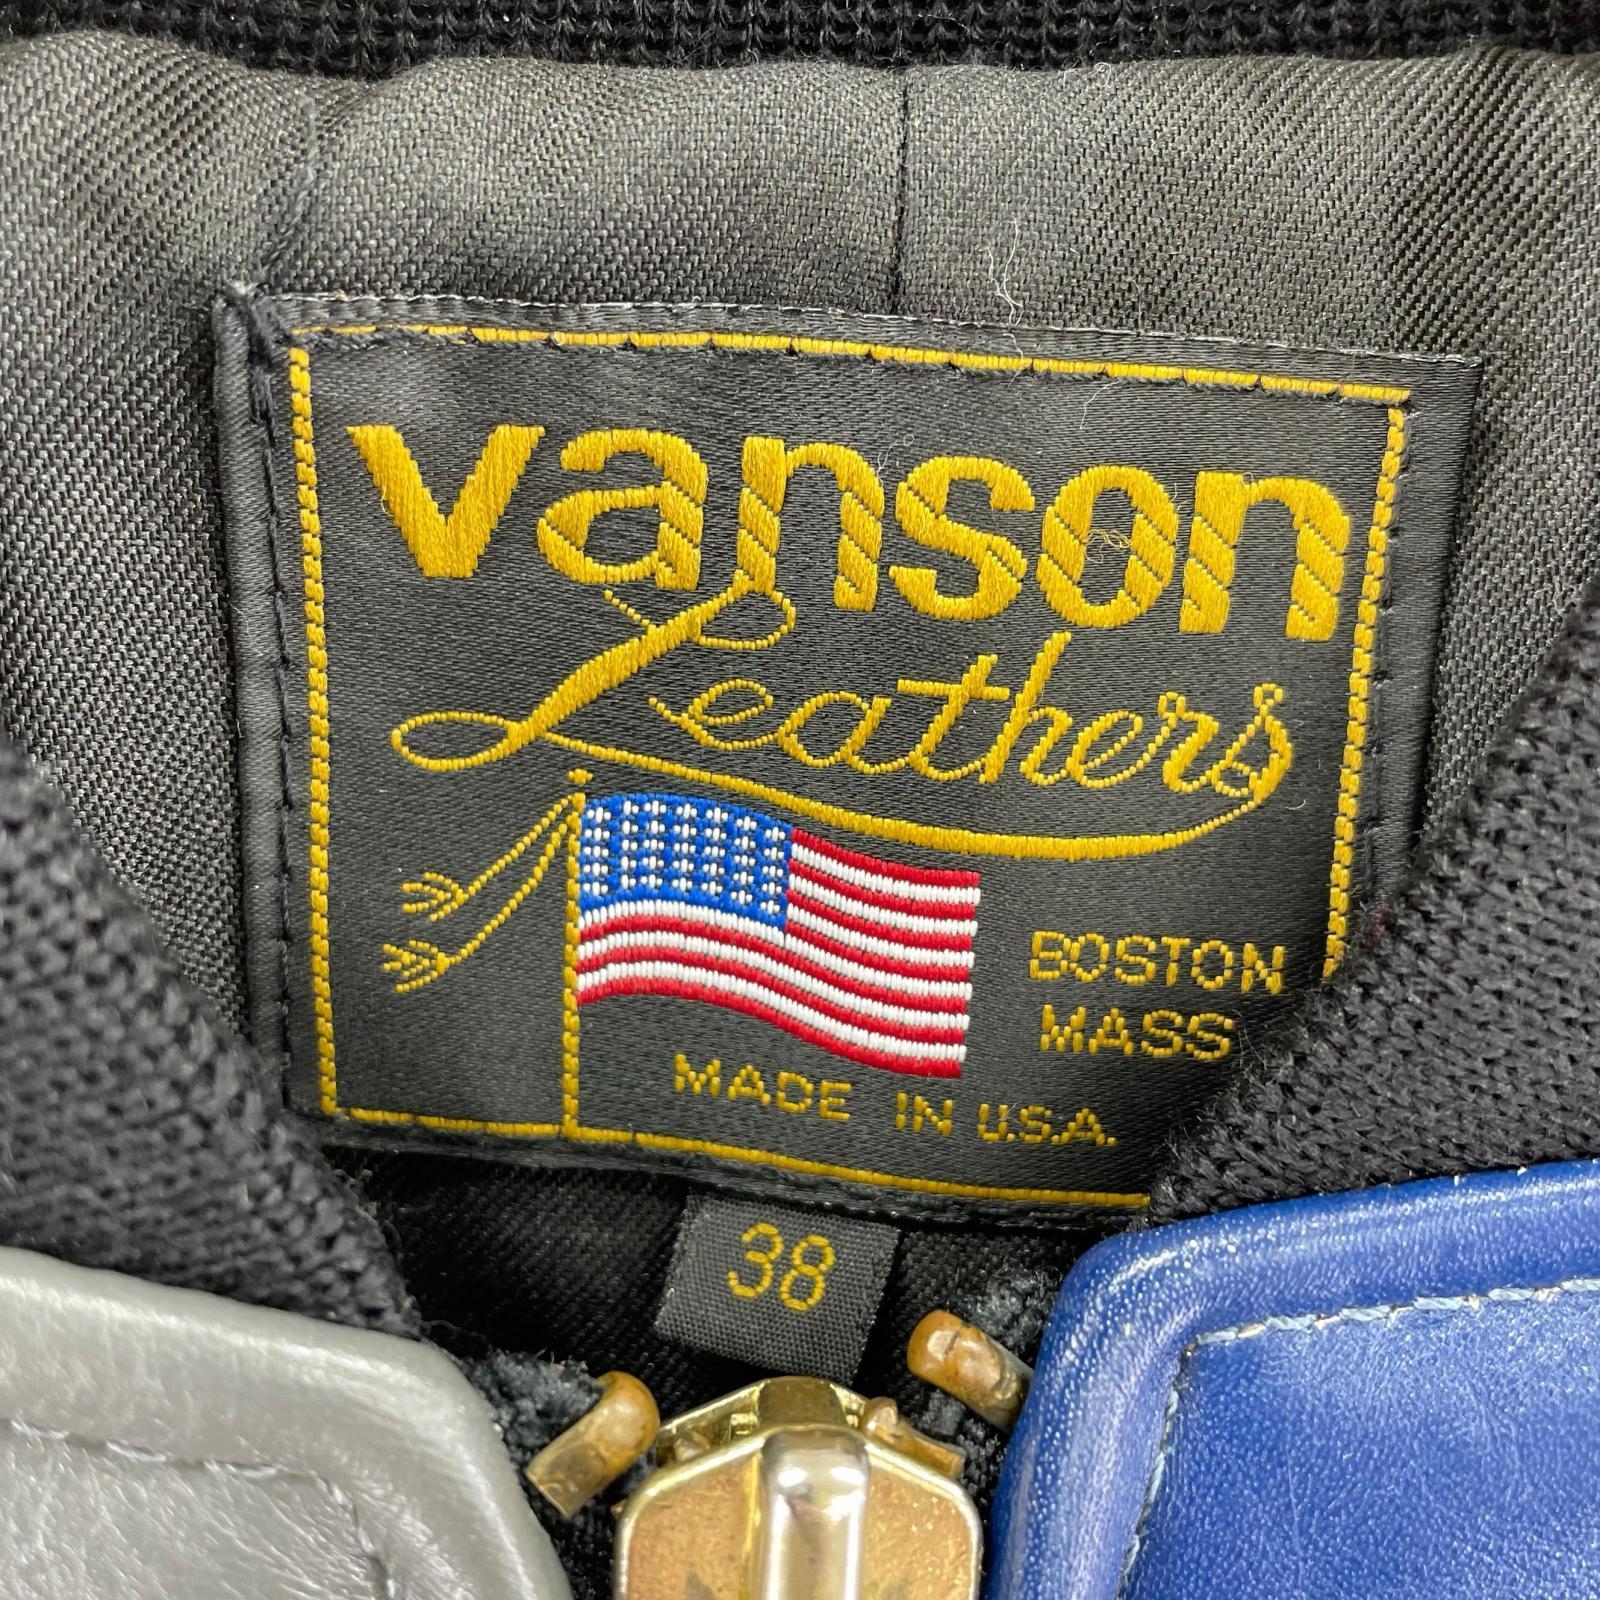 vanson
Leathers
BOSTON
MASS
MADE IN U.S.A.
38